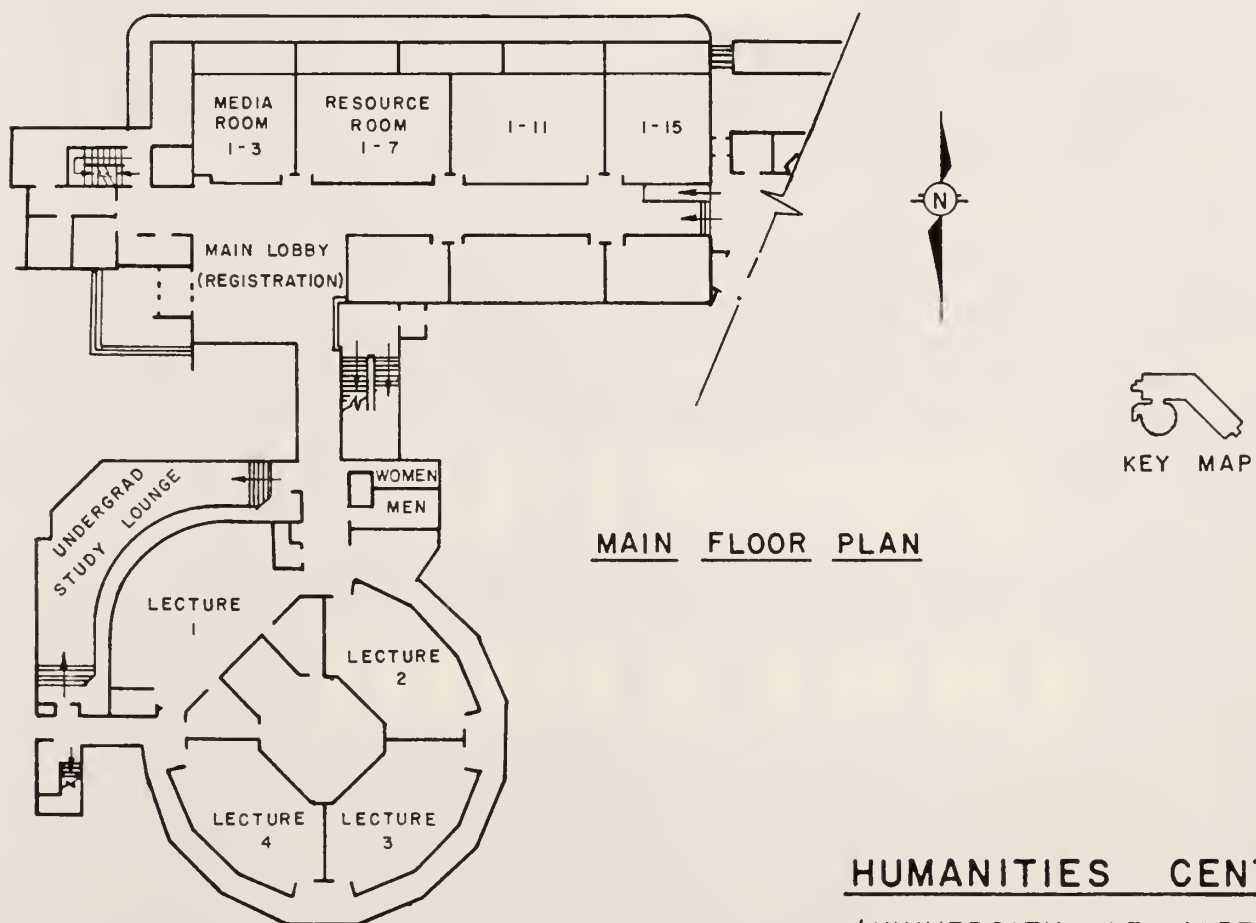 MEDIA
ROOM
1-3
RESOURCE
ROOM
1-7
1-11
1-15
N
MAIN LOBBY
(REGISTRATION)
KEY MAP
UNDERGRAD
STUDY LOUNGE
WOMEN
MEN
MAIN FLOOR PLAN
LECTURE
1
LECTURE
2
LECTURE
4
LECTURE
3
HUMANITIES CENT